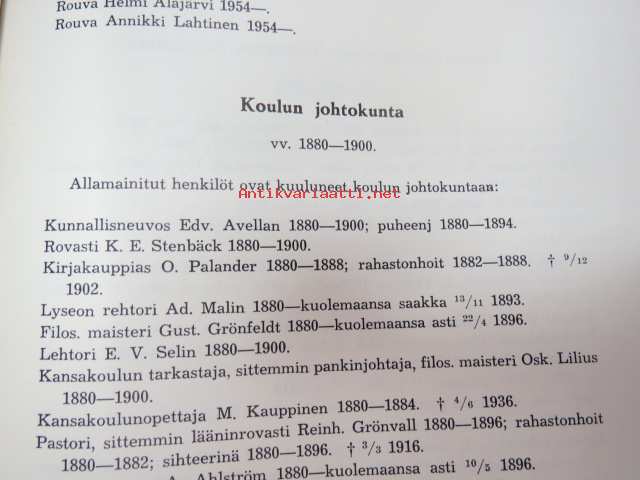 Rouva Helmi Alajärvi 1954—.
Rouva Annikki Lahtinen 1954—.
Koulun johtokunta
vv. 1880—1900.
Allamainitut henkilöt ovat kuuluneet koulun johtokuntaan:
Antikvariaatti.net
Kunnallisneuvos Edv. Avellan 1880—1900; puheenj 1880—1894.
Rovasti K. E. Stenbäck 1880—1900.
Kirjakauppias O. Palander 1880—1888; rahastonhoit 1882—1888. † 9/12
1902.
Lyseon rehtori Ad. Malin 1880—kuolemaansa saakka 13/11 1893.
Filos. maisteri Gust. Grönfeldt 1880—kuolemaansa asti 22/4 1896.
Lehtori E. V. Selin 1880—1900.
Kansakoulun tarkastaja, sittemmin pankinjohtaja, filos. maisteri Osk. Lilius
1880—1900.
Kansakoulunopettaja M. Kauppinen 1880—1884. † 4/6 1936.
Pastori, sittemmin lääninrovasti Reinh. Grönvall 1880—1896; rahastonhoit
1880—1882; sihteerinä 1880—1896. † 3/3 1916.
A. Ahlström 1880—kuolemaansa asti 10/5 1896.